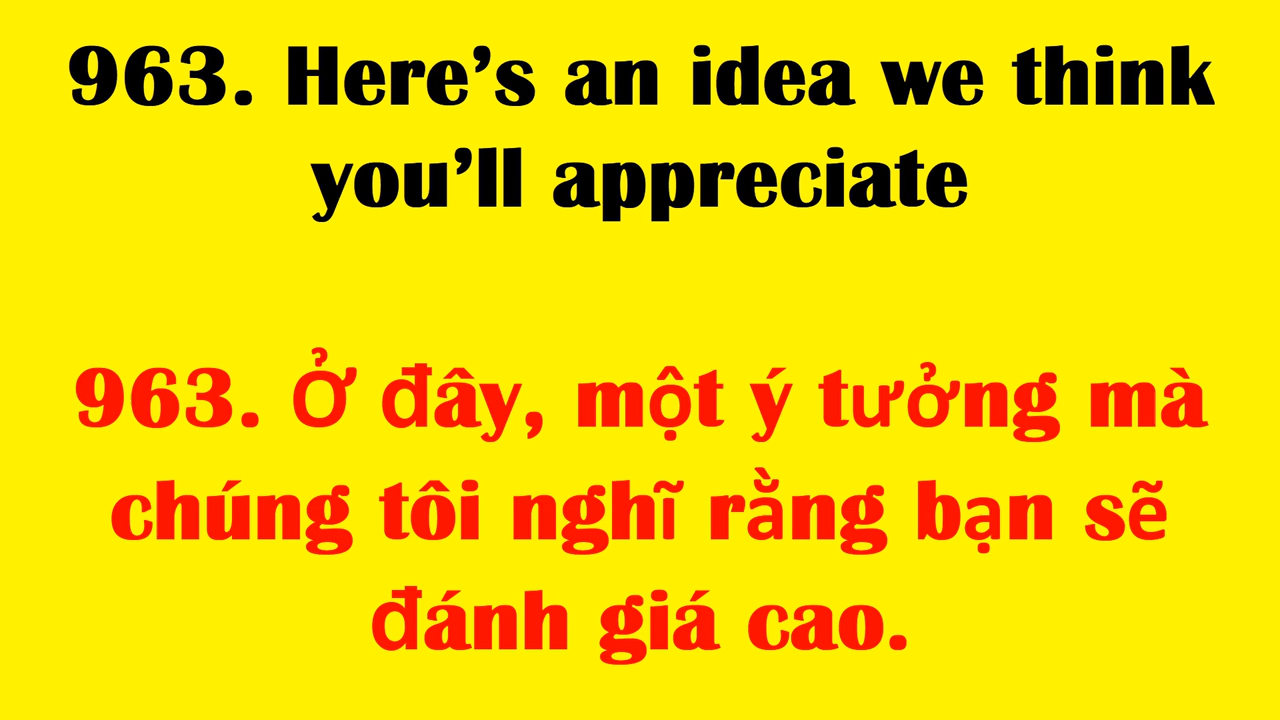 963. Here’s an idea we think
you’ll appreciate
963. Ở đây, một ý tưởng mà
chúng tôi nghĩ rằng bạn sẽ
đánh giá cao.